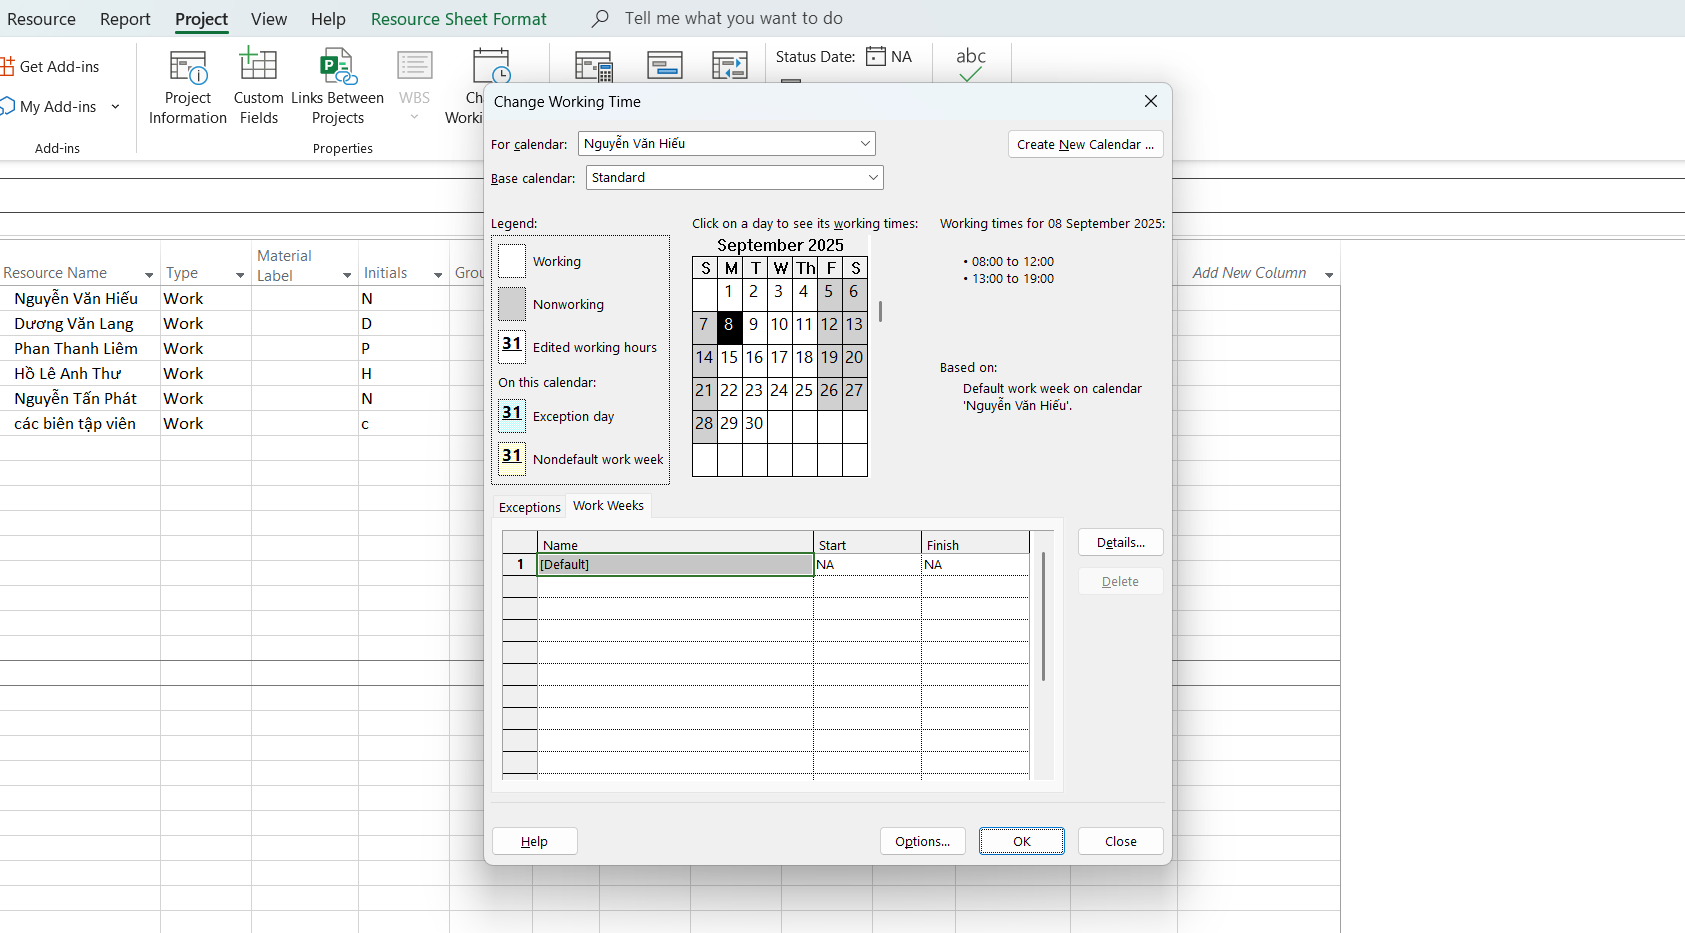 Resource Report Project View Help Resource Sheet Format Tell me what you want to do
Get Add-ins
My Add-ins
Add-ins
Project Information
Custom Fields
Links Between Projects
WBS
Ch
Worki
Properties
Status Date: NA
abc
Change Working Time
For calendar: Nguyễn Văn Hiếu
Create New Calendar ...
Base calendar: Standard
Legend:
Working
Nonworking
31 Edited working hours
On this calendar:
31 Exception day
31 Nondefault work week
Click on a day to see its working times:
September 2025
S M T W Th F S
1 2 3 4 5 6
7 8 9 10 11 12 13
14 15 16 17 18 19 20
21 22 23 24 25 26 27
28 29 30
Working times for 08 September 2025:
• 08:00 to 12:00
• 13:00 to 19:00
Based on:
Default work week on calendar
'Nguyễn Văn Hiếu'.
Exceptions Work Weeks
Name Start Finish
1 [Default] NA NA
Details...
Delete
Help Options... OK Close
Resource Name Type Material Label Initials Grou Add New Column
Nguyễn Văn Hiếu Work N
Dương Văn Lang Work D
Phan Thanh Liêm Work P
Hồ Lê Anh Thư Work H
Nguyễn Tấn Phát Work N
các biên tập viên Work c